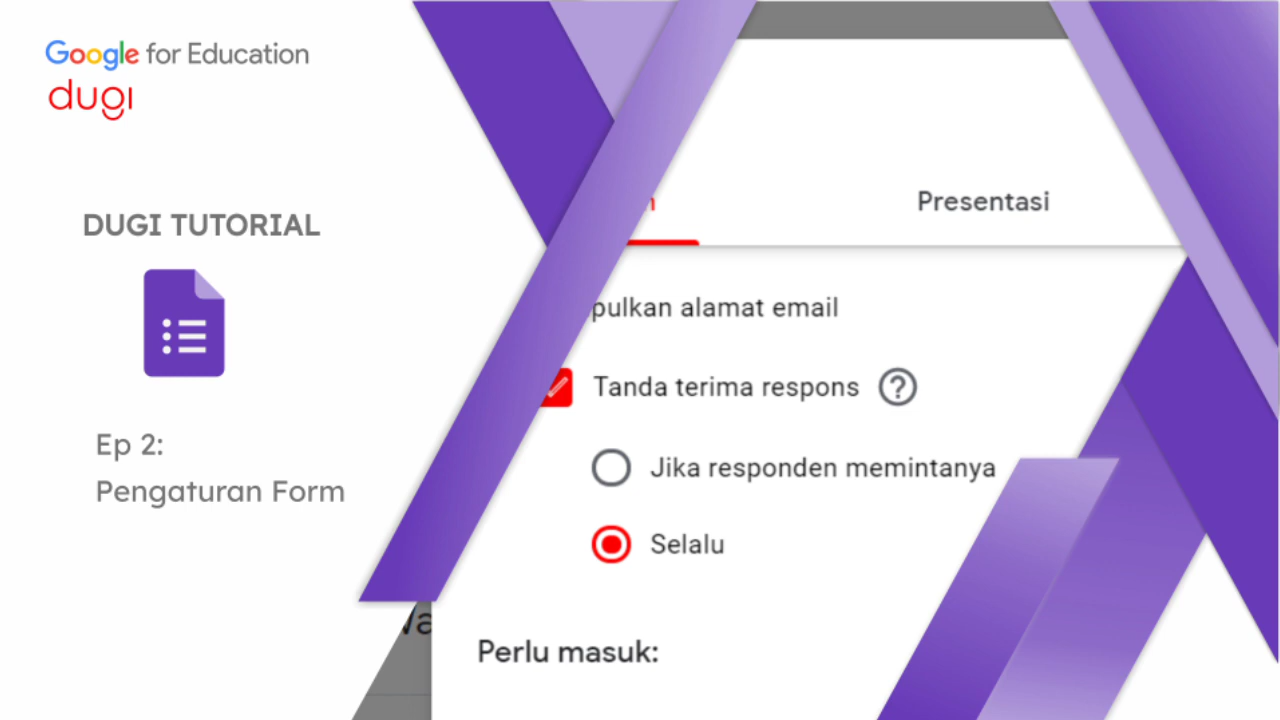 Google for Education
dugi
DUGI TUTORIAL
Ep 2:
Pengaturan Form
Presentasi
pulkan alamat email
Tanda terima respons
Jika responden memintanya
Selalu
Perlu masuk: